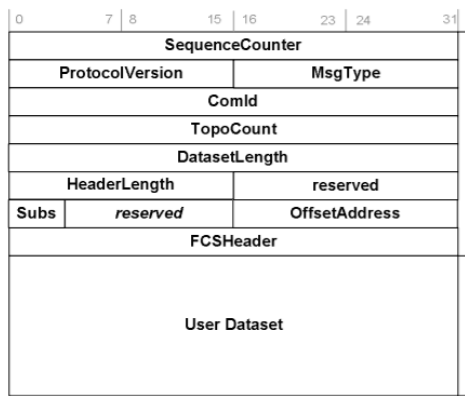 0 7 8 15 16 23 24 31
SequenceCounter
ProtocolVersion MsgType
ComId
TopoCount
DatasetLength
HeaderLength reserved
Subs reserved OffsetAddress
FCSHeader
User Dataset